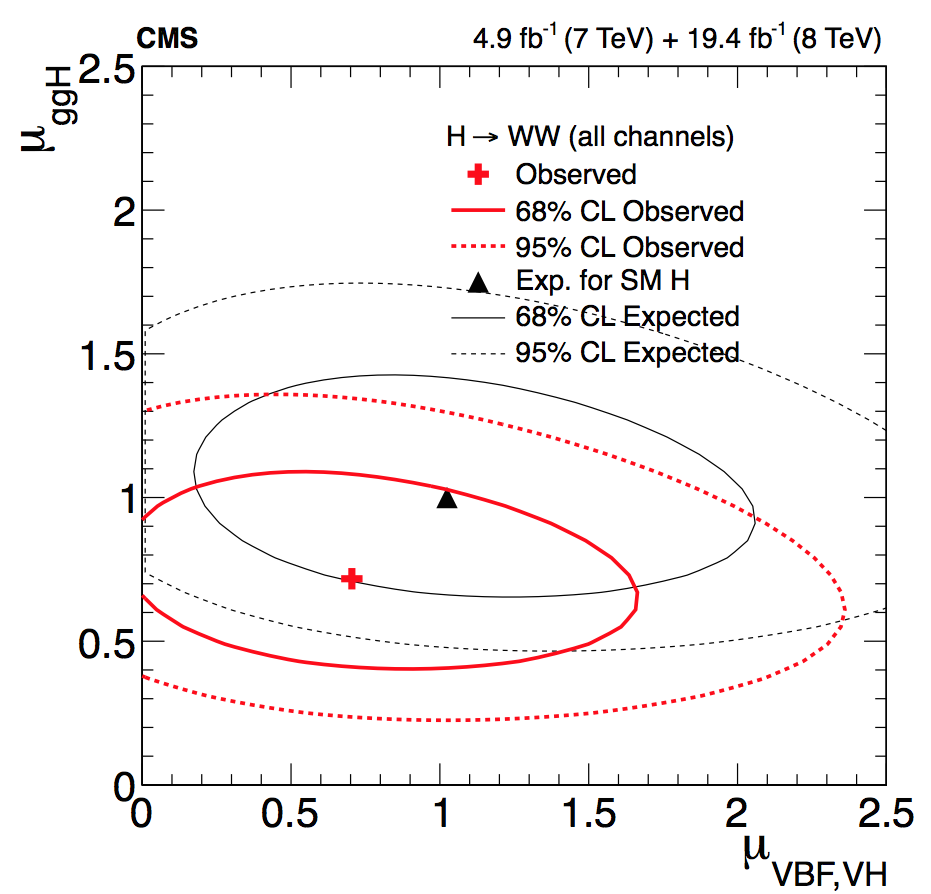 CMS 4.9 fb⁻¹ (7 TeV) + 19.4 fb⁻¹ (8 TeV)
μggH
2.5
2
1.5
1
0.5
0
H → WW (all channels)
Observed
68% CL Observed
95% CL Observed
Exp. for SM H
68% CL Expected
95% CL Expected
0 0.5 1 1.5 2 2.5
μVBF,VH